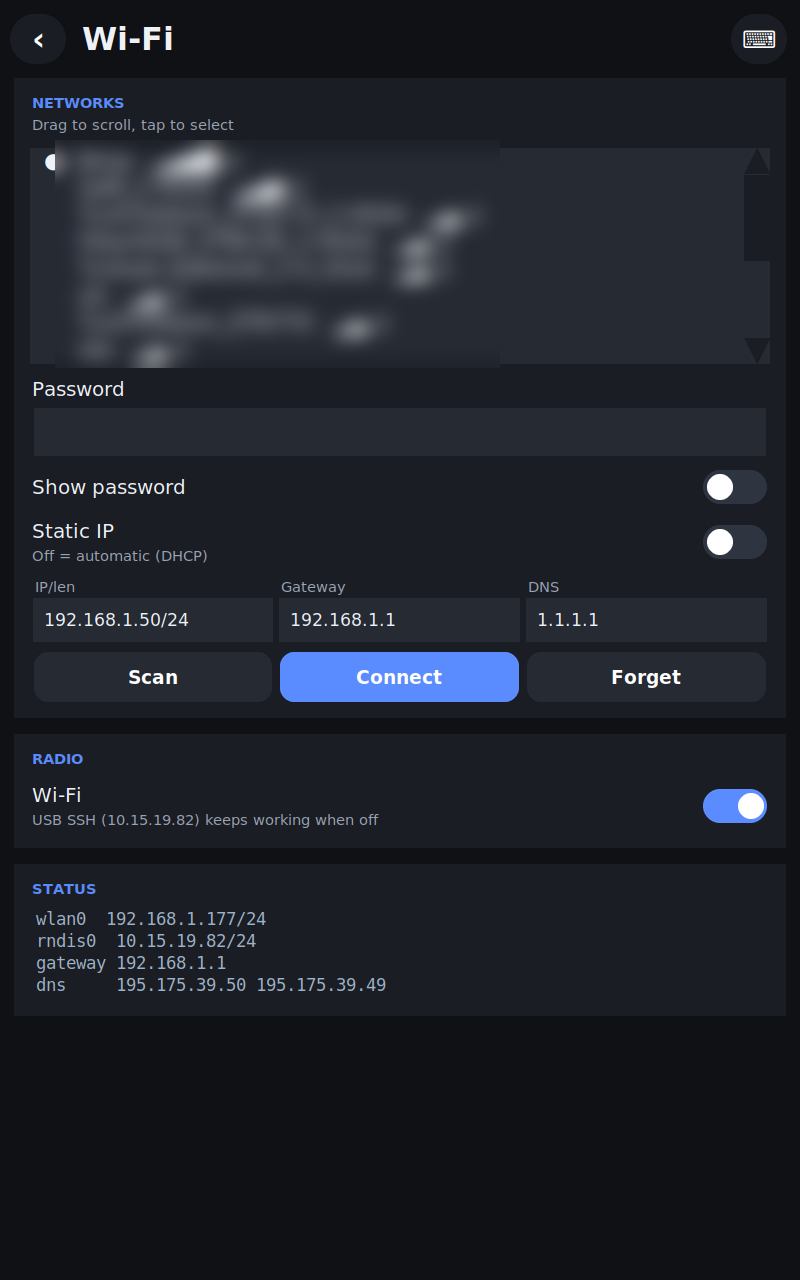 ‹ Wi-Fi ⌨
NETWORKS
Drag to scroll, tap to select
Password
Show password
Static IP
Off = automatic (DHCP)
IP/len Gateway DNS
192.168.1.50/24 192.168.1.1 1.1.1.1
Scan Connect Forget
RADIO
Wi-Fi
USB SSH (10.15.19.82) keeps working when off
STATUS
wlan0  192.168.1.177/24
rndis0  10.15.19.82/24
gateway 192.168.1.1
dns     195.175.39.50 195.175.39.49